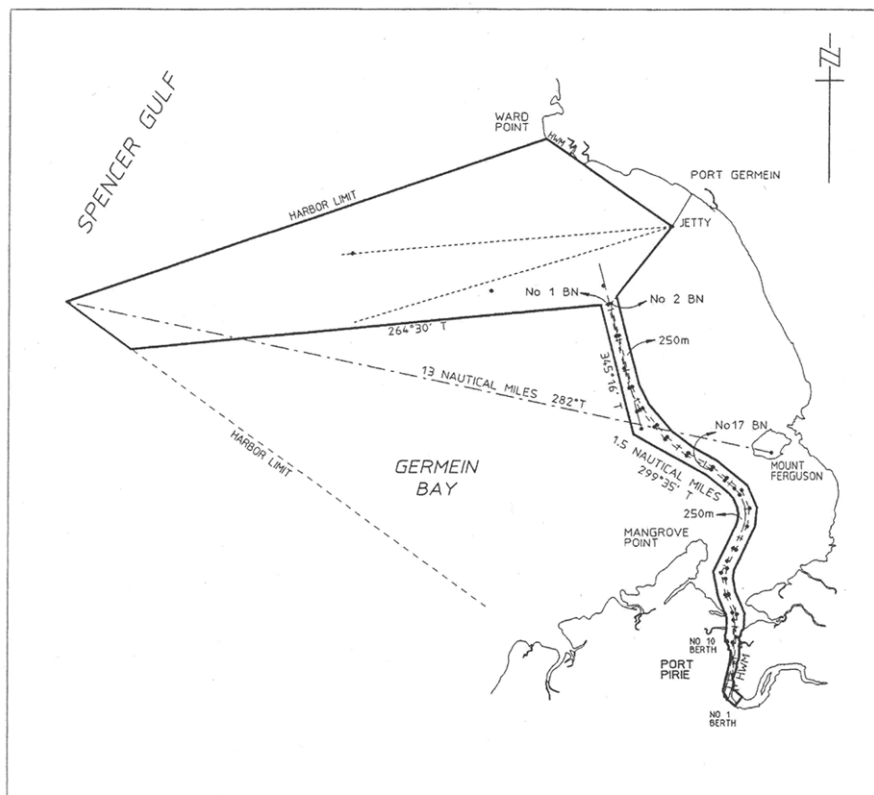 N
SPENCER GULF
WARD
POINT
HWM
PORT GERMEIN
HARBOR LIMIT
JETTY
No 1 BN
No 2 BN
264°30' T
250m
345°16' T
13 NAUTICAL MILES 282°T
No17 BN
HARBOR LIMIT
MOUNT
FERGUSON
1.5 NAUTICAL MILES
299°35' T
GERMEIN
BAY
250m
MANGROVE
POINT
NO 10
BERTH
HWM
PORT
PIRIE
NO 1
BERTH